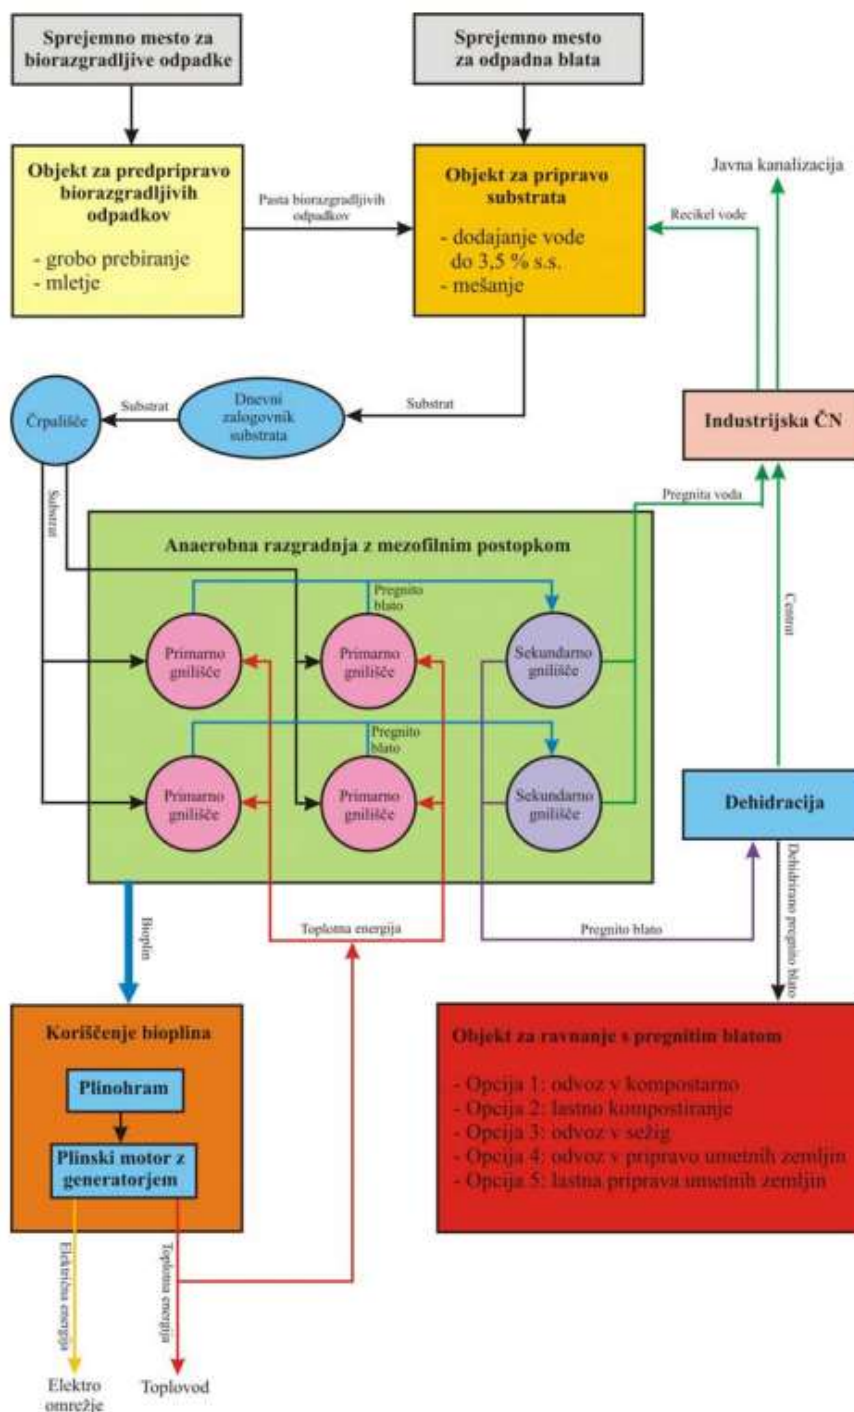 Sprejemno mesto za
biorazgradljive odpadke
Sprejemno mesto
za odpadna blata
Objekt za predpripravo
biorazgradljivih
odpadkov
- grobo prebiranje
- mletje
Pasta biorazgradljivih
odpadkov
Objekt za pripravo
substrata
- dodajanje vode
do 3,5 % s.s.
- mešanje
Javna kanalizacija
Recikel vode
Črpališče
Substrat
Dnevni
zalogovnik
substrata
Substrat
Industrijska ČN
Substrat
Pregnita voda
Anaerobna razgradnja z mezofilnim postopkom
Pregnito
blato
Primarno
gnilišče
Primarno
gnilišče
Sekundarno
gnilišče
Centrat
Pregnito
blato
Primarno
gnilišče
Primarno
gnilišče
Sekundarno
gnilišče
Dehidracija
Dehidrirano pregnito blato
Bioplin
Toplotna energija
Pregnito blato
Koriščenje bioplina
Plinohram
Plinski motor z
generatorjem
Objekt za ravnanje s pregnitim blatom
- Opcija 1: odvoz v kompostarno
- Opcija 2: lastno kompostiranje
- Opcija 3: odvoz v sežig
- Opcija 4: odvoz v pripravo umetnih zemljin
- Opcija 5: lastna priprava umetnih zemljin
Električna energija
Toplotna energija
Elektro
omrežje
Toplovod